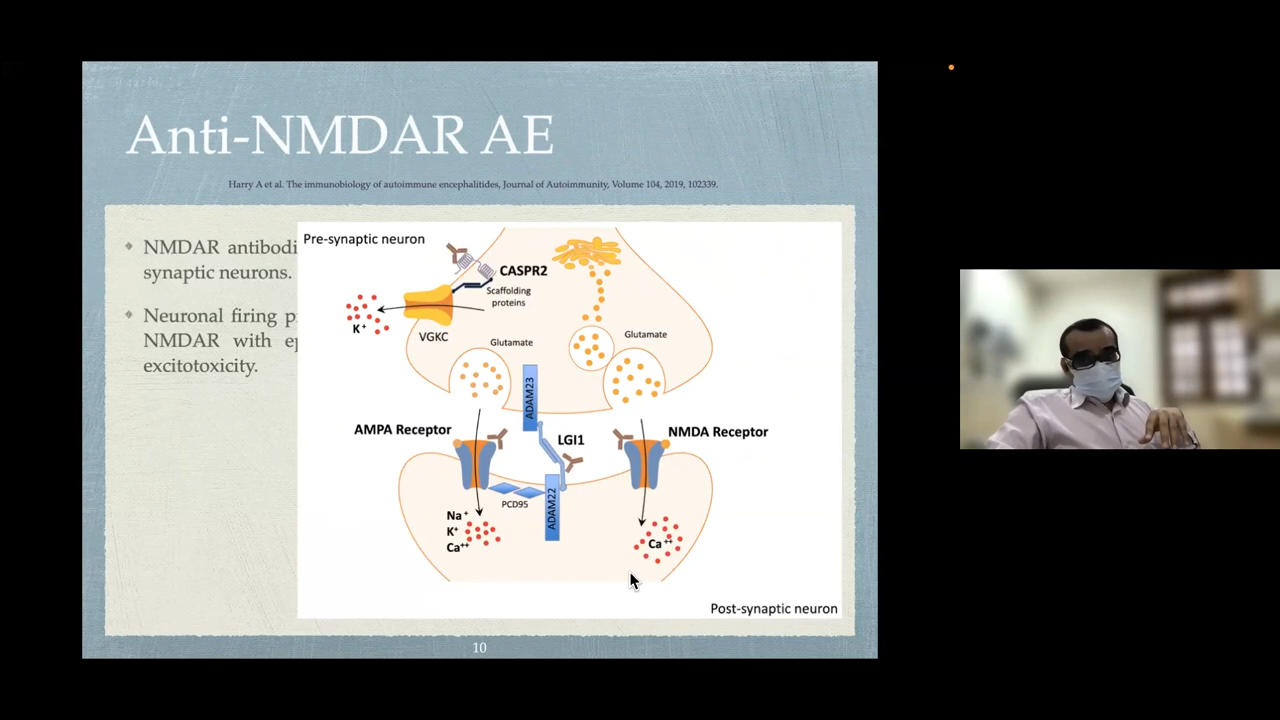 Anti-NMDAR AE
Harry A et al. The immunobiology of autoimmune encephalitides, Journal of Autoimmunity, Volume 104, 2019, 102339.
NMDAR
synaptic neurons.
Neuronal firing
NMDAR with
excitotoxicity.
Pre-synaptic neuron
CASPR2
Scaffolding
proteins
K+
VGKC
Glutamate
Glutamate
ADAM23
AMPA Receptor
LGI1
NMDA Receptor
PCD95
ADAM22
Na+
K+
Ca++
Ca++
Post-synaptic neuron
10